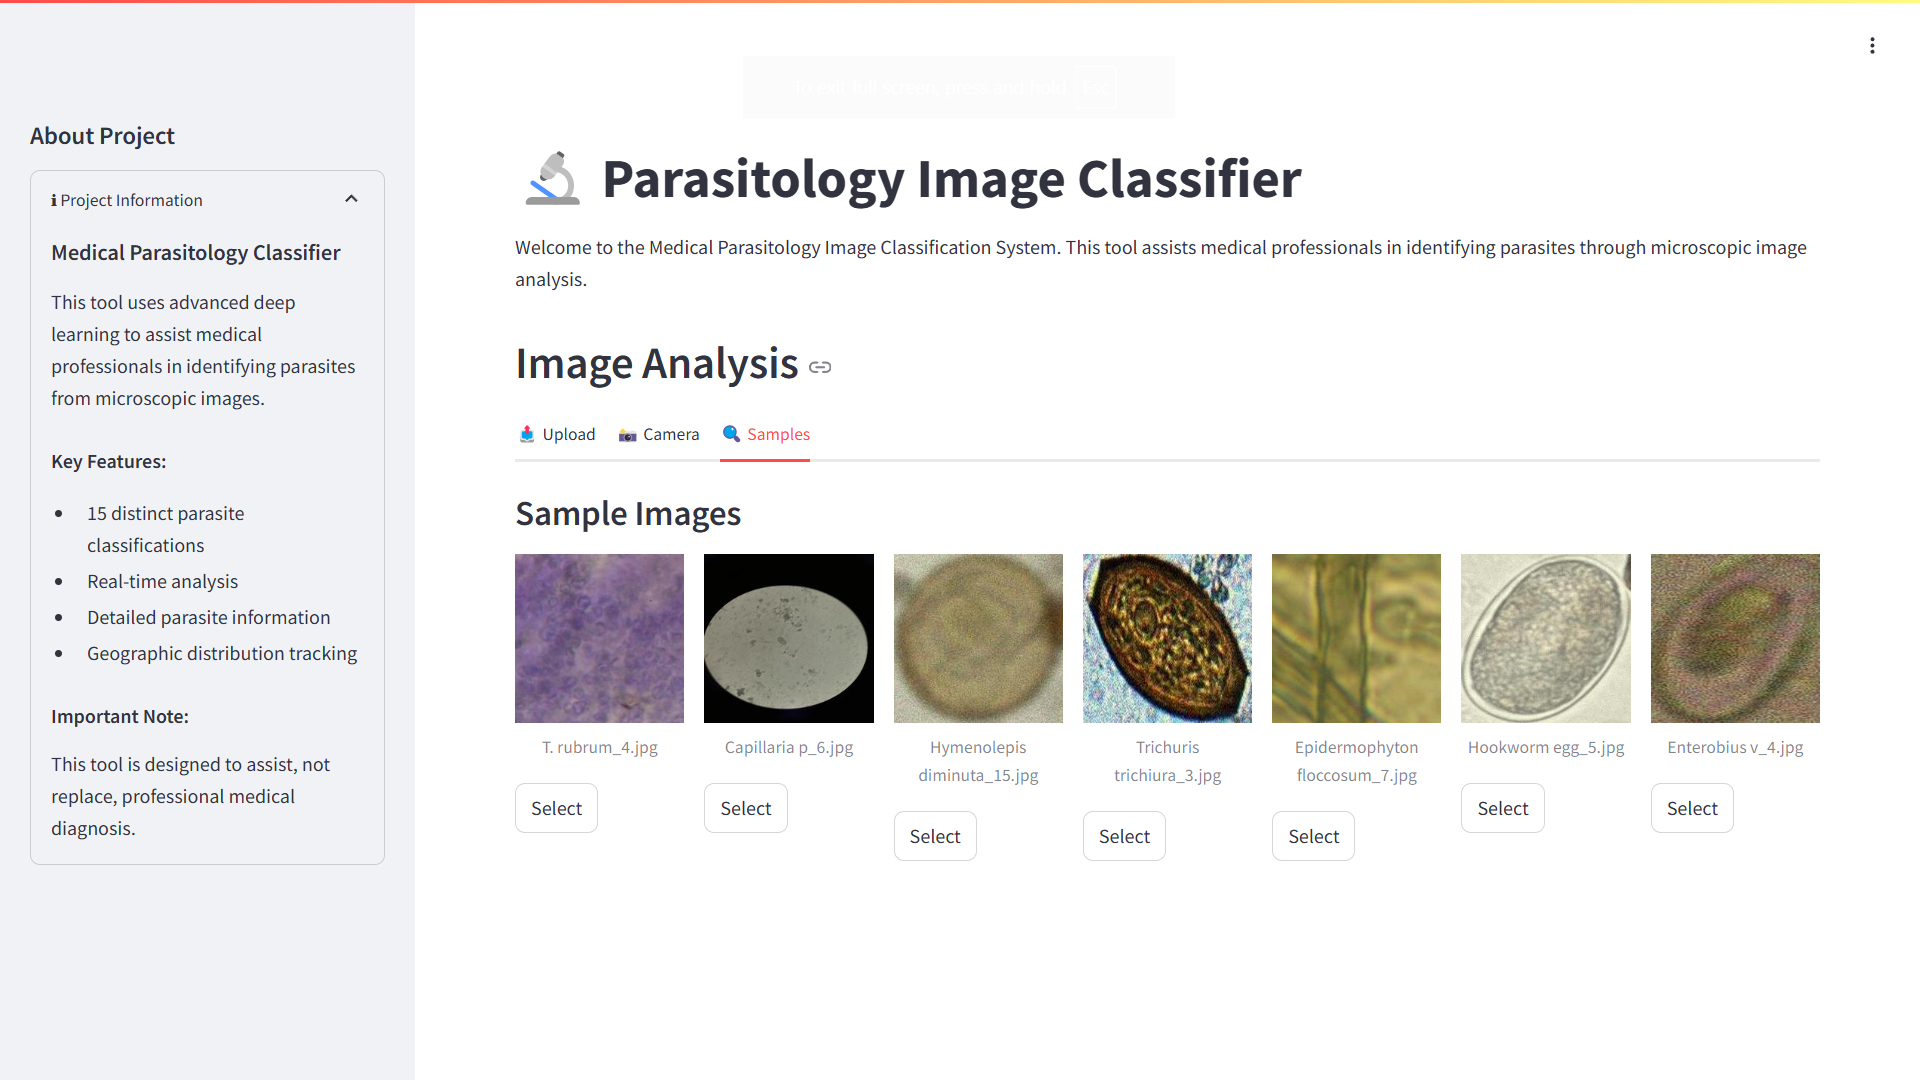 About Project
ℹ Project Information
Medical Parasitology Classifier
This tool uses advanced deep
learning to assist medical
professionals in identifying parasites
from microscopic images.
Key Features:
• 15 distinct parasite
classifications
• Real-time analysis
• Detailed parasite information
• Geographic distribution tracking
Important Note:
This tool is designed to assist, not
replace, professional medical
diagnosis.
To exit full screen, press and hold Esc
Parasitology Image Classifier
Welcome to the Medical Parasitology Image Classification System. This tool assists medical professionals in identifying parasites through microscopic image
analysis.
Image Analysis
Upload Camera Samples
Sample Images
T. rubrum_4.jpg
Select
Capillaria p_6.jpg
Select
Hymenolepis
diminuta_15.jpg
Select
Trichuris
trichiura_3.jpg
Select
Epidermophyton
floccosum_7.jpg
Select
Hookworm egg_5.jpg
Select
Enterobius v_4.jpg
Select